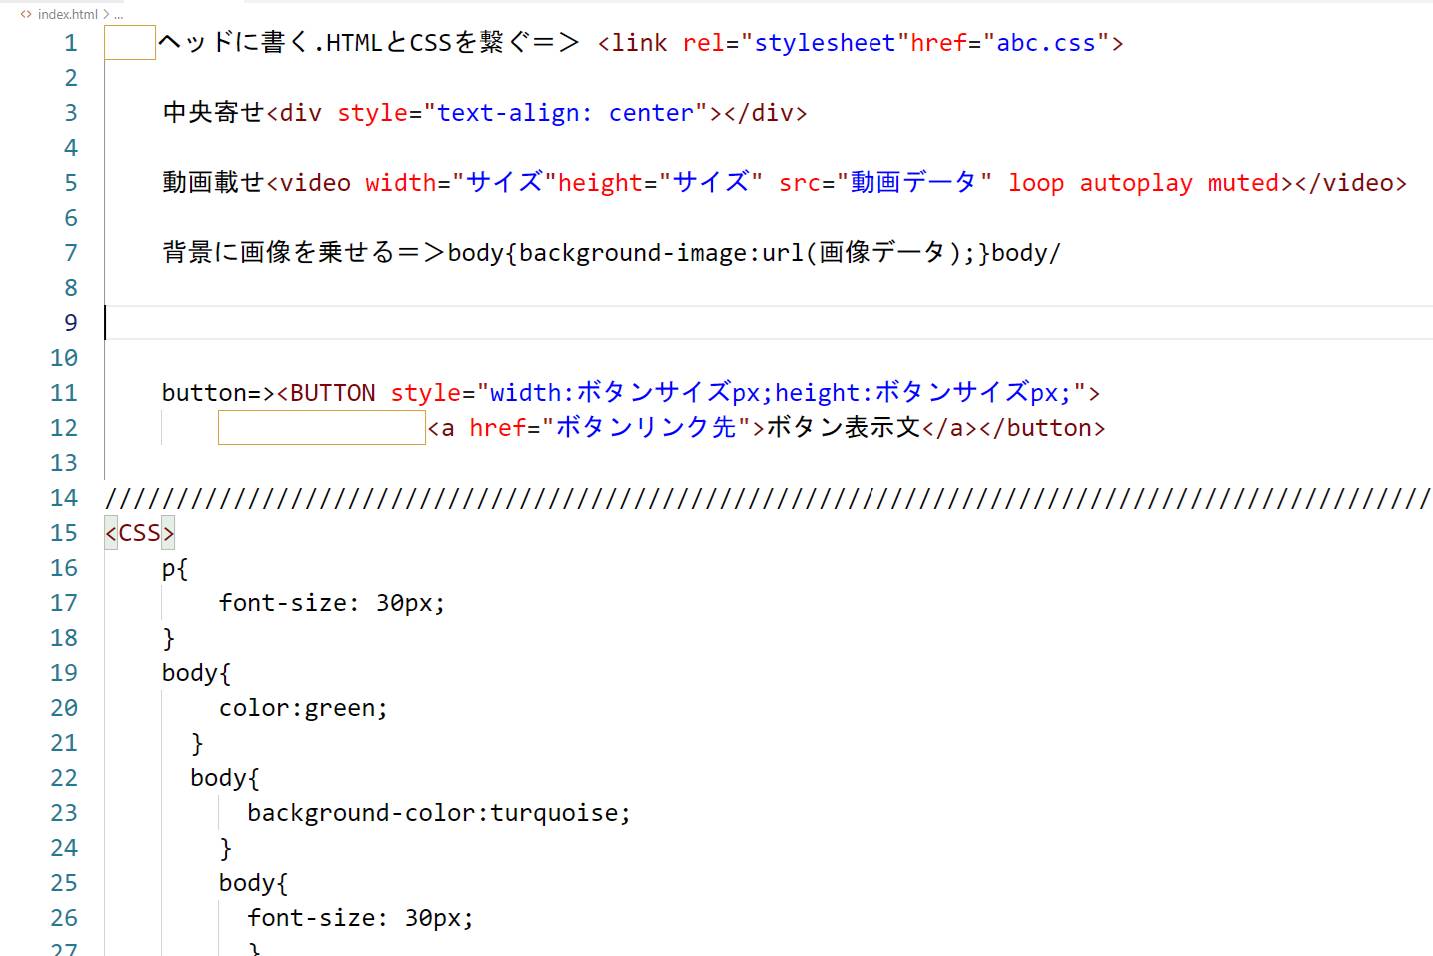 <> index.html > ...
1 ヘッドに書く.HTMLとCSSを繋ぐ＝＞ <link rel="stylesheet"href="abc.css">
2
3 中央寄せ<div style="text-align: center"></div>
4
5 動画載せ<video width="サイズ"height="サイズ" src="動画データ" loop autoplay muted></video>
6
7 背景に画像を乗せる＝＞body{background-image:url(画像データ);}body/
8
9
10
11 button=><BUTTON style="width:ボタンサイズpx;height:ボタンサイズpx;">
12 <a href="ボタンリンク先">ボタン表示文</a></button>
13
14 /////////////////////////////////////////////////////////////////////////////////////////////
15 <CSS>
16 p{
17 font-size: 30px;
18 }
19 body{
20 color:green;
21 }
22 body{
23 background-color:turquoise;
24 }
25 body{
26 font-size: 30px;
27 }